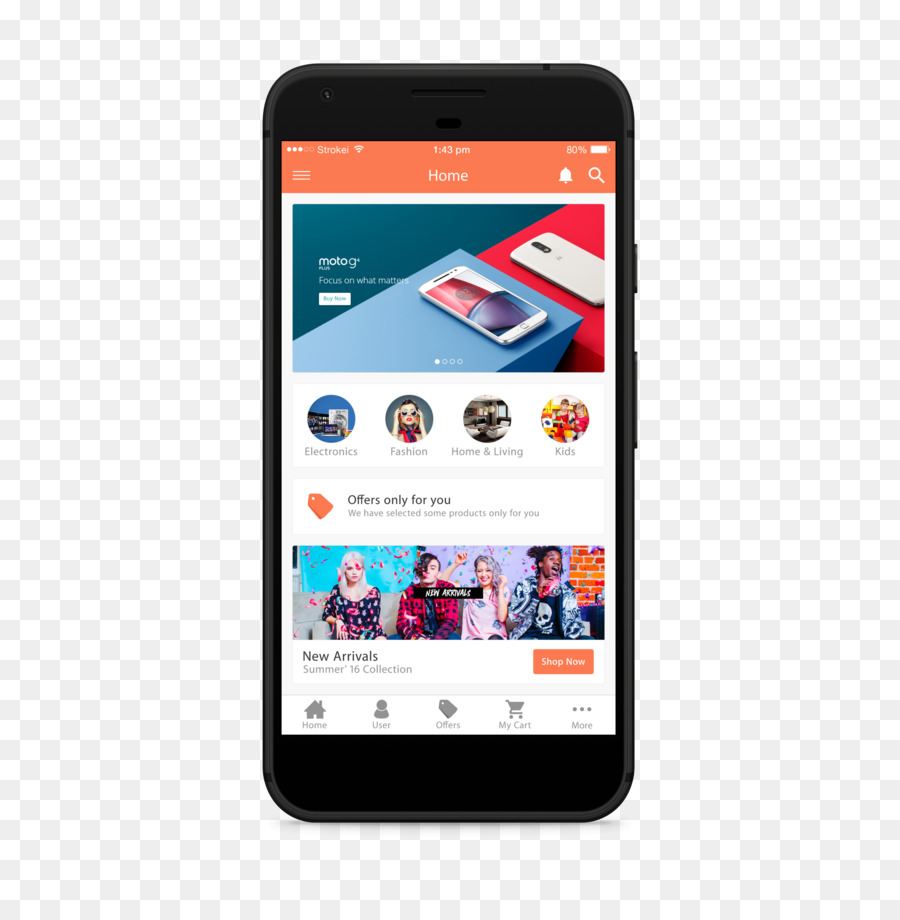 Strokei 1:43 pm 80%
Home
moto g⁴
PLUS
Focus on what matters
Buy Now
Electronics Fashion Home & Living Kids
Offers only for you
We have selected some products only for you
NEW ARRIVALS
New Arrivals
Summer' 16 Collection
Shop Now
Home User Offers My Cart More